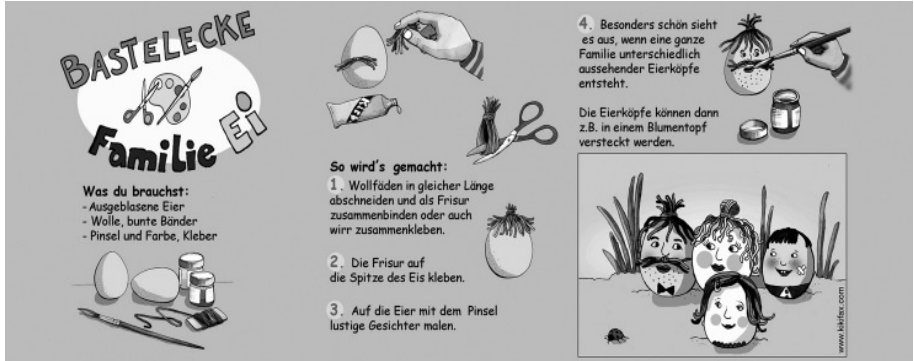 BASTELECKE
Familie Ei
Was du brauchst:
- Ausgeblasene Eier
- Wolle, bunte Bänder
- Pinsel und Farbe, Kleber
So wird's gemacht:
1. Wollfäden in gleicher Länge
abschneiden und als Frisur
zusammenbinden oder auch
wirr zusammenkleben.
2. Die Frisur auf
die Spitze des Eis kleben.
3. Auf die Eier mit dem Pinsel
lustige Gesichter malen.
4. Besonders schön sieht
es aus, wenn eine ganze
Familie unterschiedlich
aussehender Eierköpfe
entsteht.
Die Eierköpfe können dann
z.B. in einem Blumentopf
versteckt werden.
www.kikifax.com